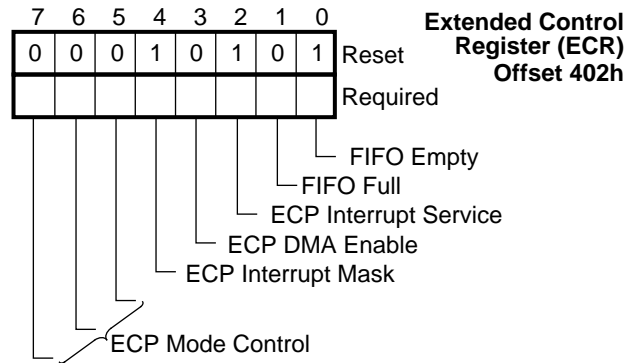 7 6 5 4 3 2 1 0
Extended Control
Register (ECR)
Offset 402h
0 0 0 1 0 1 0 1 Reset
Required
FIFO Empty
FIFO Full
ECP Interrupt Service
ECP DMA Enable
ECP Interrupt Mask
ECP Mode Control